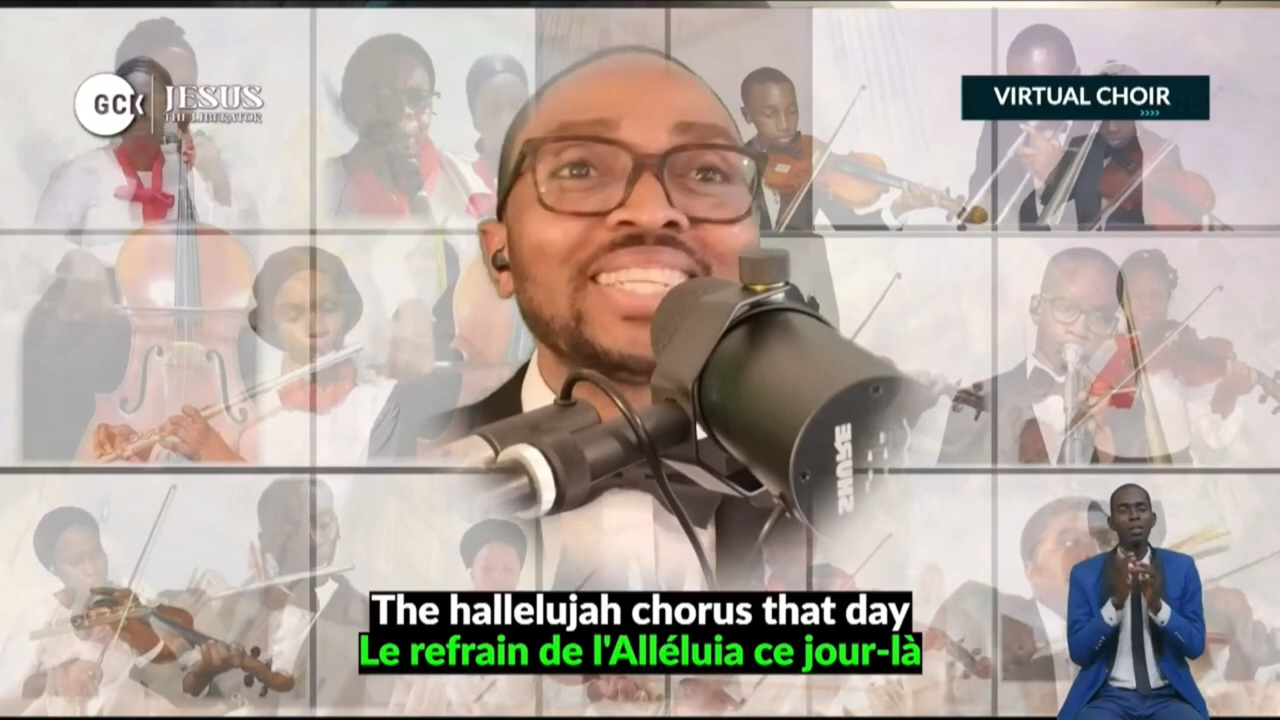 GCK
JESUS
THE LIBERATOR
VIRTUAL CHOIR
SHURE
The hallelujah chorus that day
Le refrain de l'Alléluia ce jour-là